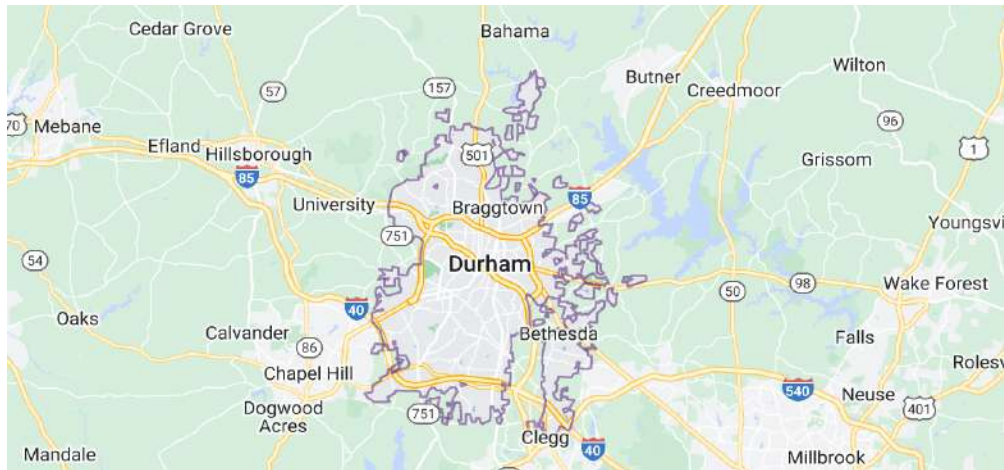 Cedar Grove
Bahama
Butner
Wilton
Creedmoor
57
157
70
Mebane
96
1
Efland
Hillsborough
501
Grissom
85
85
University
Braggtown
Youngsv
751
54
Durham
50
98
Wake Forest
40
Oaks
Calvander
Bethesda
Falls
86
Chapel Hill
Rolesv
540
Neuse
Dogwood
Acres
751
401
Clegg
40
Mandale
Millbrook